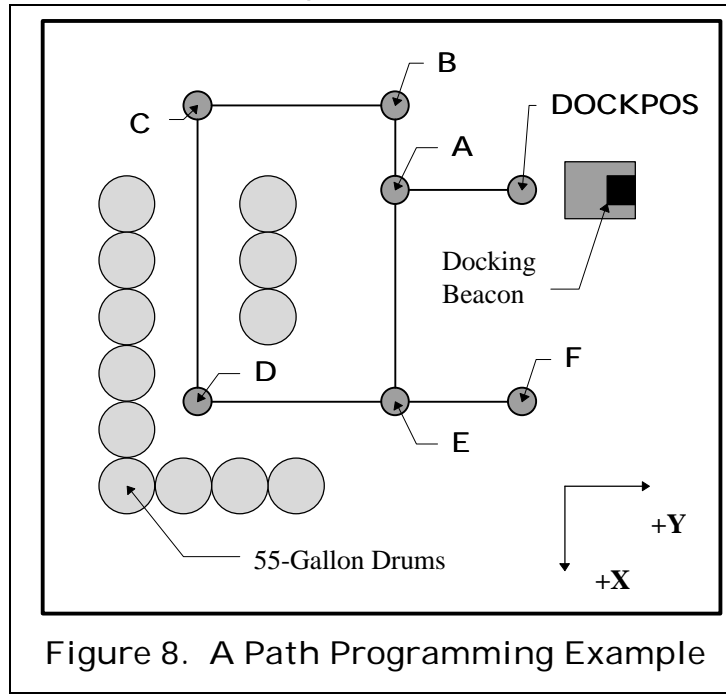 B
C
DOCKPOS
A
Docking
Beacon
D
F
E
+Y
55-Gallon Drums
+X
Figure 8. A Path Programming Example